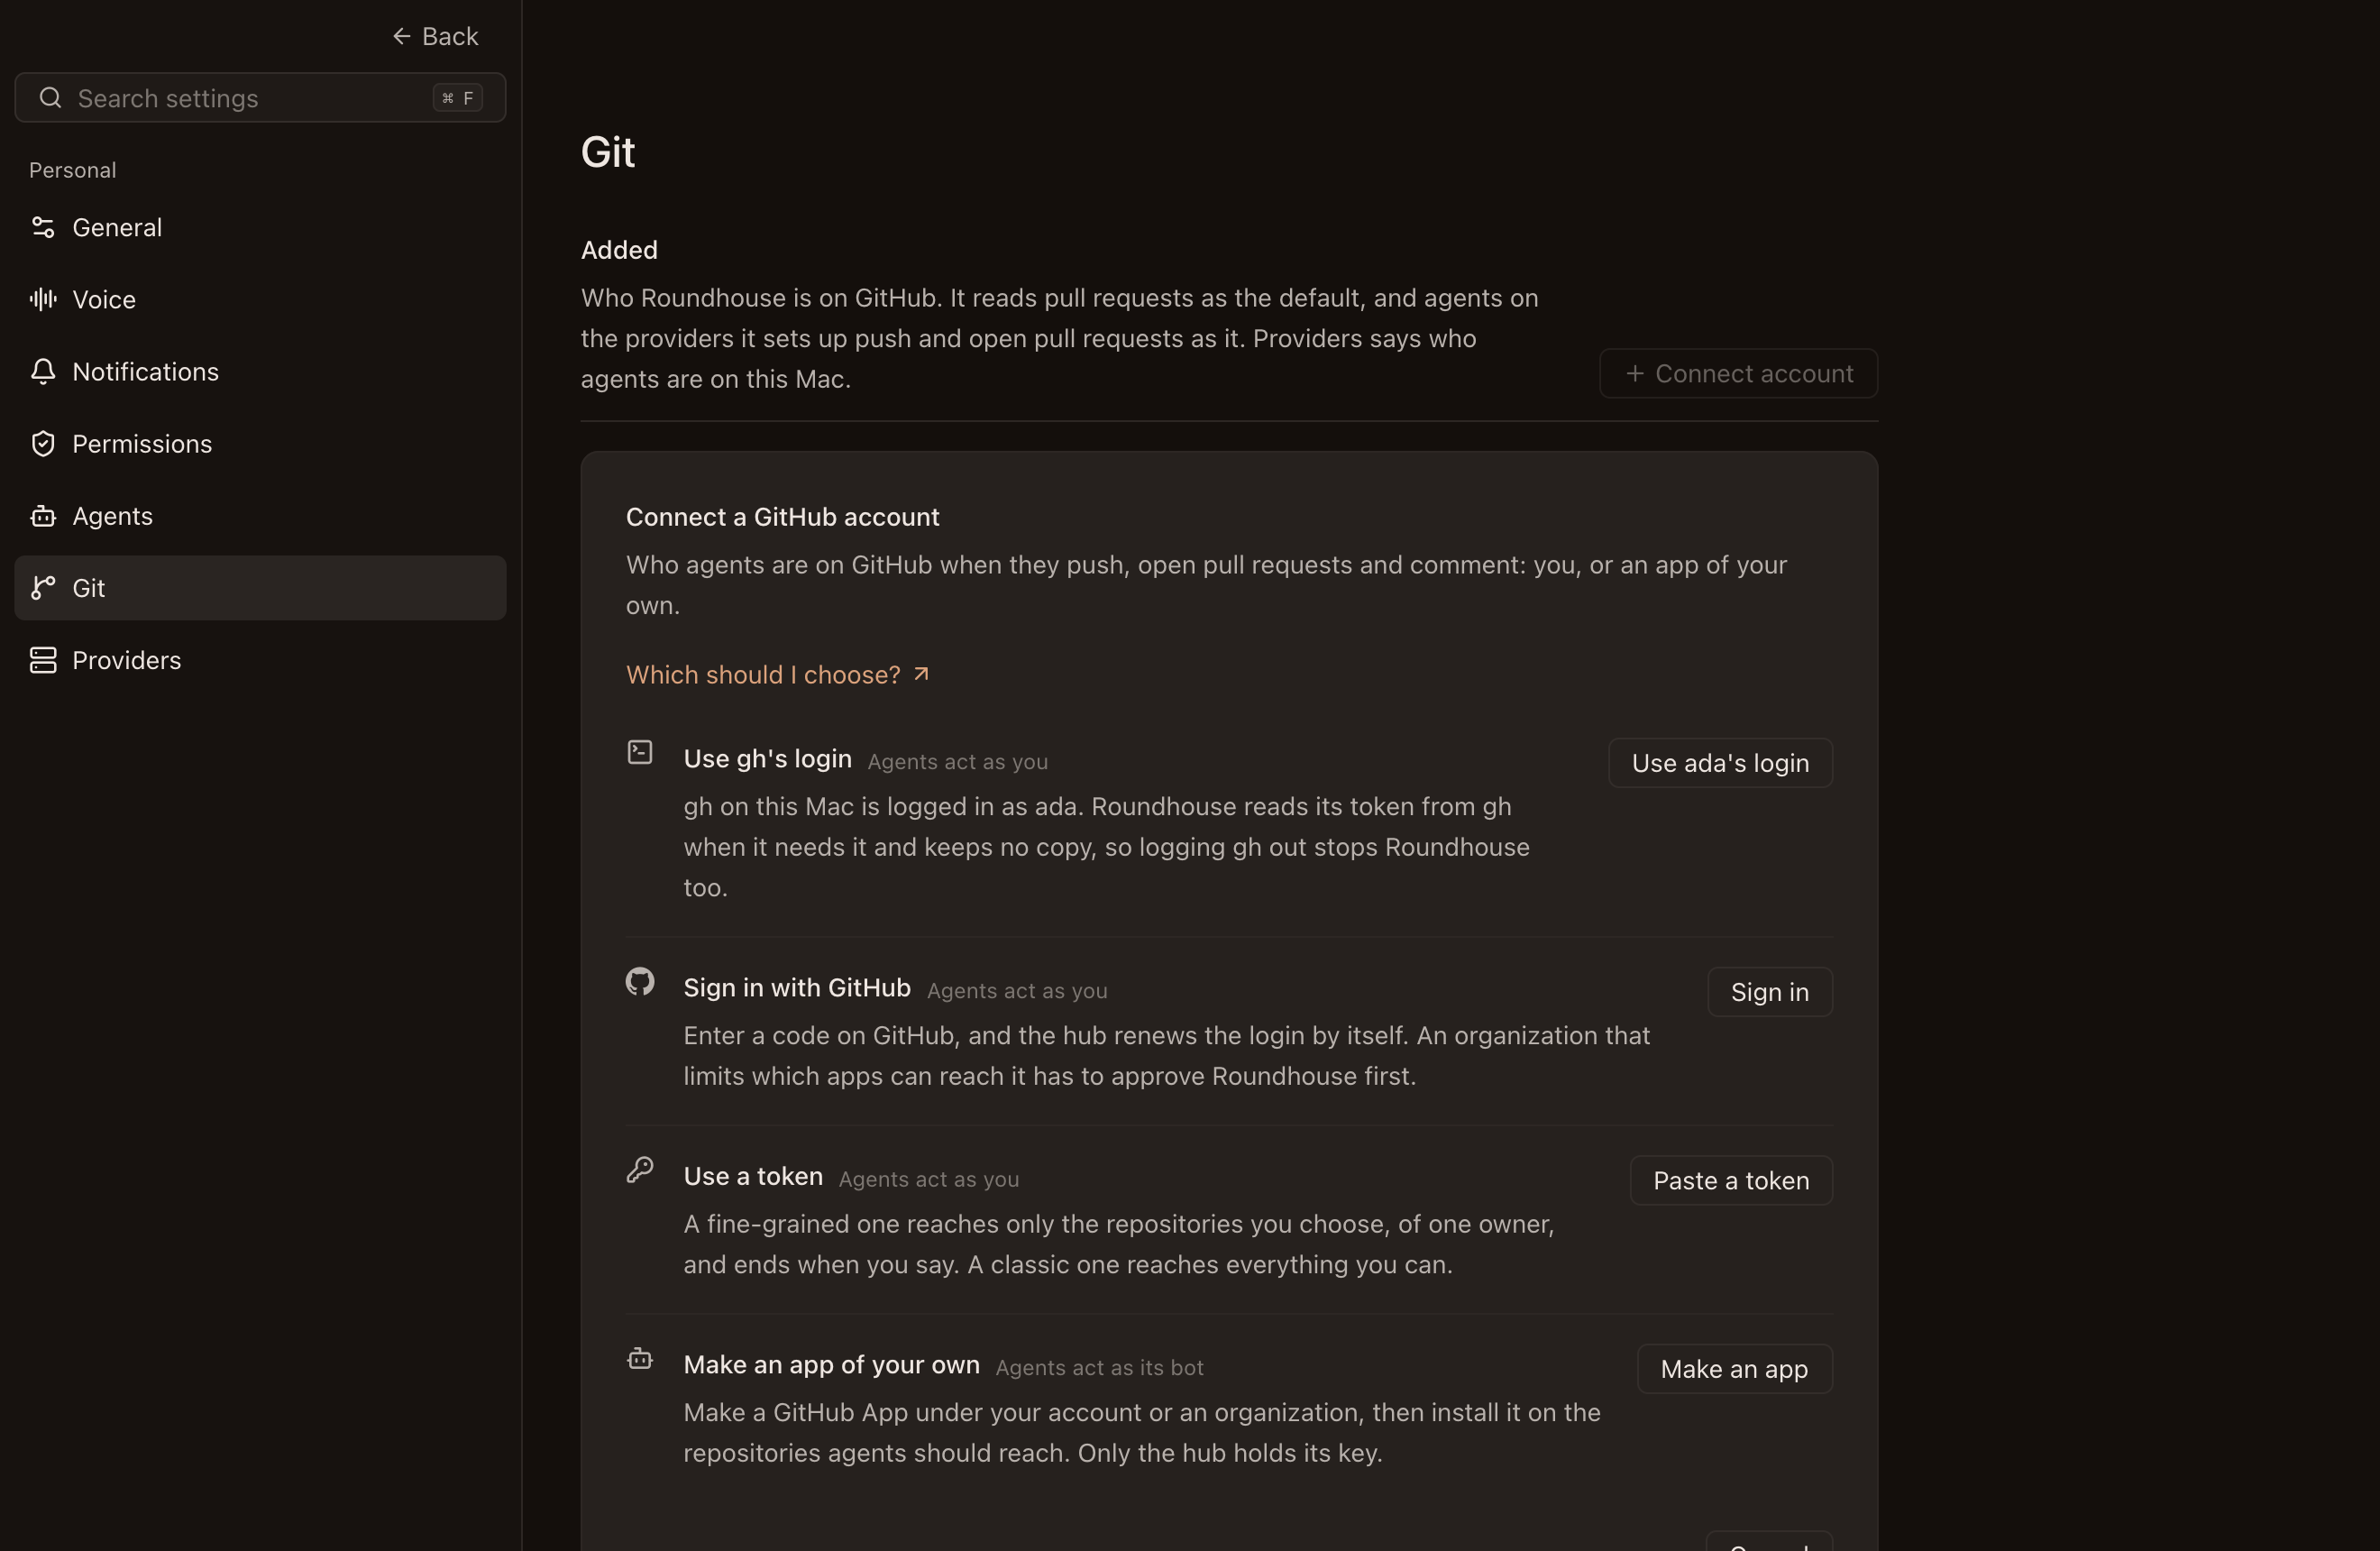 Back
Search settings
⌘ F
Personal
General
Voice
Notifications
Permissions
Agents
Git
Providers
Git
Added
Who Roundhouse is on GitHub. It reads pull requests as the default, and agents on
the providers it sets up push and open pull requests as it. Providers says who
agents are on this Mac.
Connect account
Connect a GitHub account
Who agents are on GitHub when they push, open pull requests and comment: you, or an app of your
own.
Which should I choose?
Use gh's login Agents act as you
Use ada's login
gh on this Mac is logged in as ada. Roundhouse reads its token from gh
when it needs it and keeps no copy, so logging gh out stops Roundhouse
too.
Sign in with GitHub Agents act as you
Sign in
Enter a code on GitHub, and the hub renews the login by itself. An organization that
limits which apps can reach it has to approve Roundhouse first.
Use a token Agents act as you
Paste a token
A fine-grained one reaches only the repositories you choose, of one owner,
and ends when you say. A classic one reaches everything you can.
Make an app of your own Agents act as its bot
Make an app
Make a GitHub App under your account or an organization, then install it on the
repositories agents should reach. Only the hub holds its key.